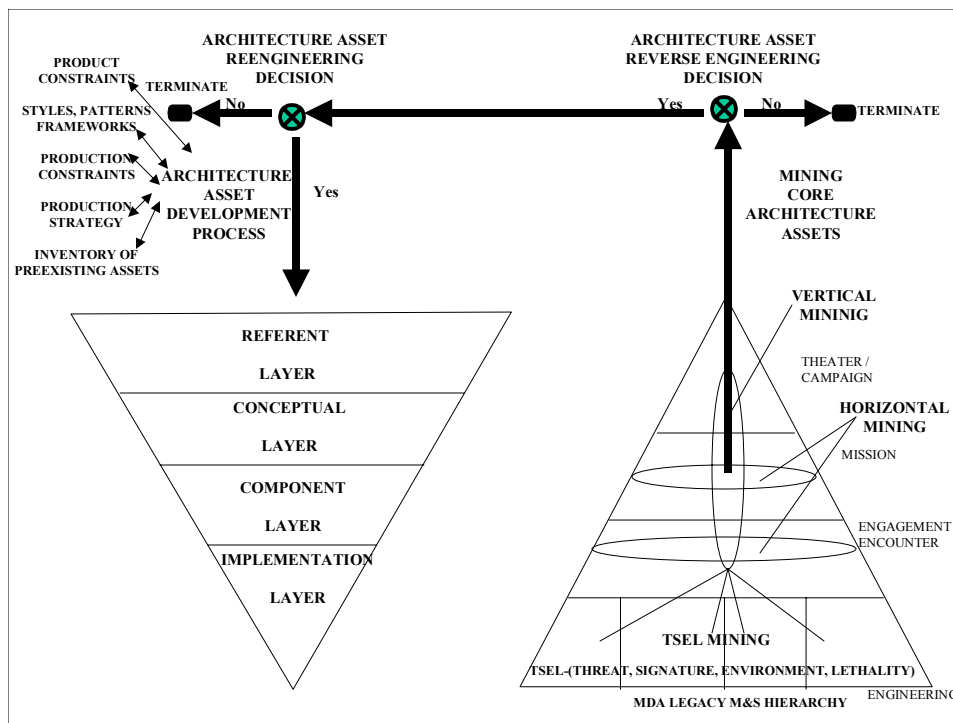 ARCHITECTURE ASSET
REENGINEERING
DECISION
ARCHITECTURE ASSET
REVERSE ENGINEERING
DECISION
PRODUCT
CONSTRAINTS
TERMINATE
No
Yes
No
TERMINATE
STYLES, PATTERNS
FRAMEWORKS
PRODUCTION
CONSTRAINTS
PRODUCTION
STRATEGY
INVENTORY OF
PREEXISTING ASSETS
ARCHITECTURE
ASSET
DEVELOPMENT
PROCESS
Yes
MINING
CORE
ARCHITECTURE
ASSETS
REFERENT
LAYER
CONCEPTUAL
LAYER
COMPONENT
LAYER
IMPLEMENTATION
LAYER
VERTICAL
MININIG
THEATER /
CAMPAIGN
HORIZONTAL
MINING
MISSION
ENGAGEMENT
ENCOUNTER
TSEL MINING
TSEL-(THREAT, SIGNATURE, ENVIRONMENT, LETHALITY)
ENGINEERING
MDA LEGACY M&S HIERARCHY